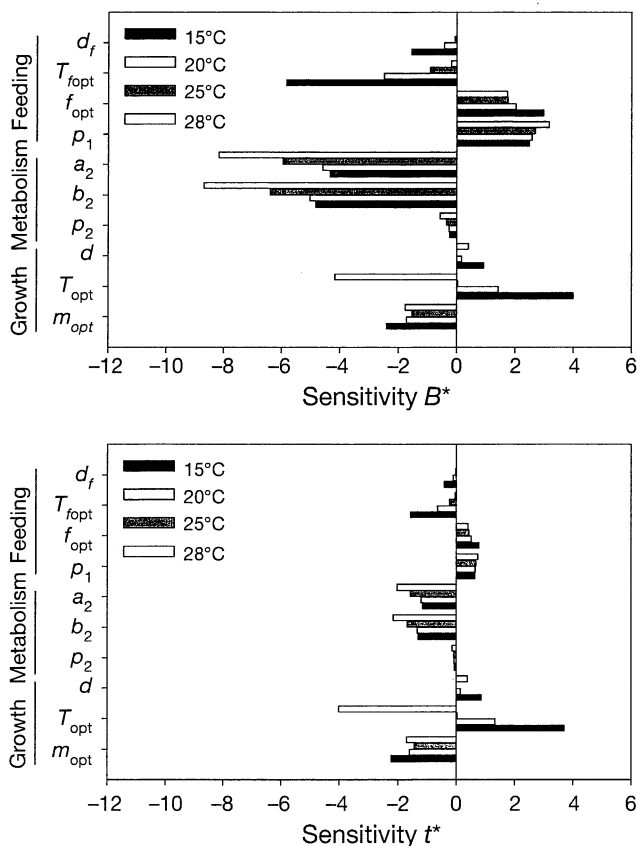 15°C
20°C
25°C
28°C
Feeding
Metabolism
Growth
d_f
T_fopt
f_opt
p_1
a_2
b_2
p_2
d
T_opt
m_opt
−12 −10 −8 −6 −4 −2 0 2 4 6
Sensitivity B*
15°C
20°C
25°C
28°C
Feeding
Metabolism
Growth
d_f
T_fopt
f_opt
p_1
a_2
b_2
p_2
d
T_opt
m_opt
−12 −10 −8 −6 −4 −2 0 2 4 6
Sensitivity t*